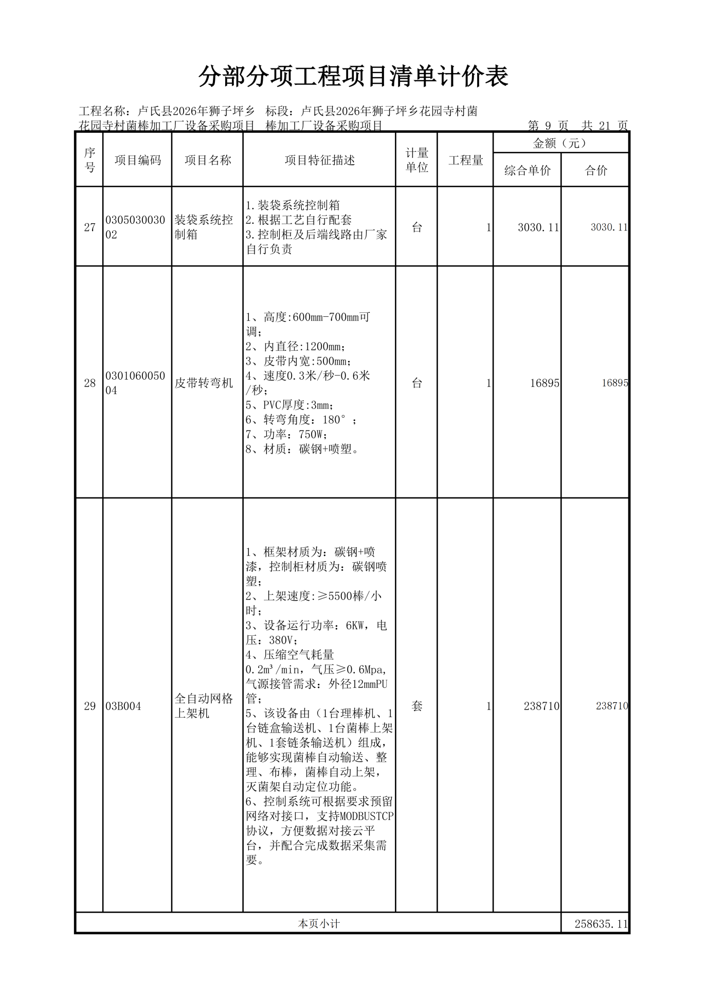 分部分项工程项目清单计价表
工程名称：卢氏县2026年狮子坪乡 标段：卢氏县2026年狮子坪乡花园寺村菌
花园寺村菌棒加工厂设备采购项目 棒加工厂设备采购项目 第 9 页 共 21 页
序号 项目编码 项目名称 项目特征描述 计量单位 工程量 金额（元）
综合单价 合价
27 030503003002 装袋系统控制箱
1.装袋系统控制箱
2.根据工艺自行配套
3.控制柜及后端线路由厂家
自行负责
台 1 3030.11 3030.11
28 030106005004 皮带转弯机
1、高度:600mm-700mm可
调；
2、内直径:1200mm；
3、皮带内宽:500mm；
4、速度0.3米/秒-0.6米
/秒；
5、PVC厚度:3mm；
6、转弯角度：180°；
7、功率：750W；
8、材质：碳钢+喷塑。
台 1 16895 16895
29 03B004 全自动网格上架机
1、框架材质为：碳钢+喷
漆，控制柜材质为：碳钢喷
塑；
2、上架速度:≥5500棒/小
时；
3、设备运行功率：6KW，电
压：380V；
4、压缩空气耗量
0.2m³/min，气压≥0.6Mpa,
气源接管需求：外径12mmPU
管；
5、该设备由（1台理棒机、1
台链盒输送机、1台菌棒上架
机、1套链条输送机）组成，
能够实现菌棒自动输送、整
理、布棒，菌棒自动上架，
灭菌架自动定位功能。
6、控制系统可根据要求预留
网络对接口，支持MODBUSTCP
协议，方便数据对接云平
台，并配合完成数据采集需
要。
套 1 238710 238710
本页小计 258635.11